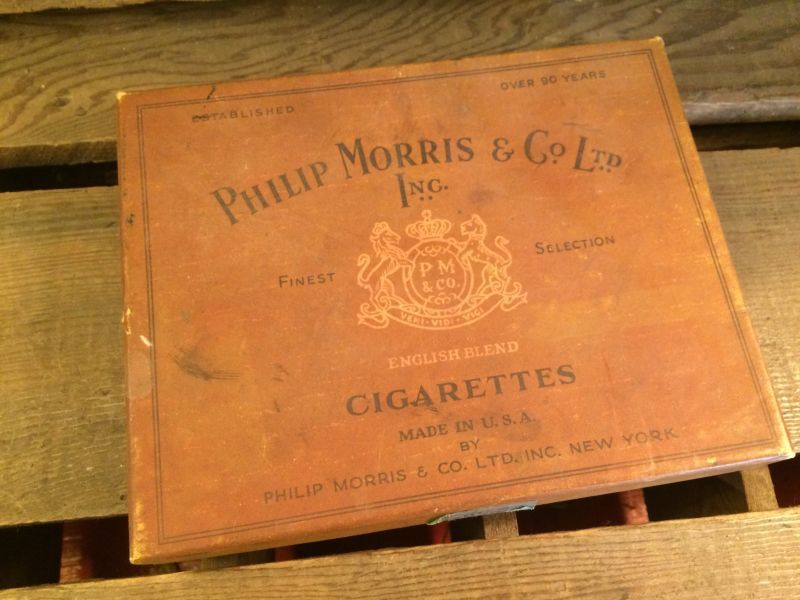 ESTABLISHED
OVER 90 YEARS
PHILIP MORRIS & CO LTD
INC.
FINEST
SELECTION
P M
& CO.
VENI · VIDI · VICI
ENGLISH BLEND
CIGARETTES
MADE IN U.S.A.
BY
PHILIP MORRIS & CO. LTD. INC. NEW YORK